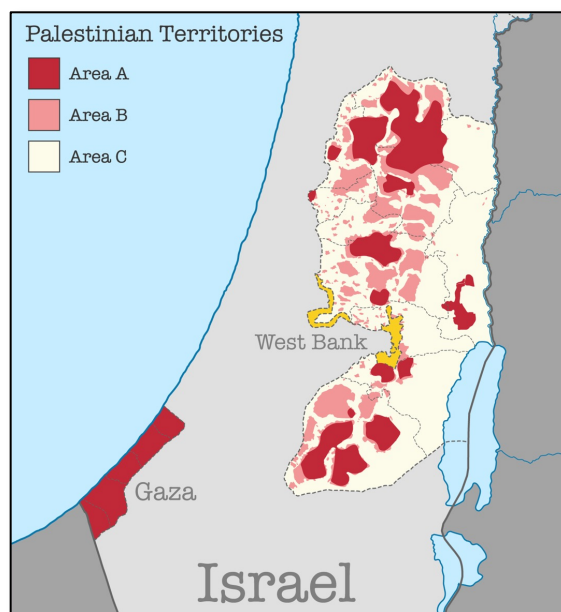 Palestinian Territories
Area A
Area B
Area C
West Bank
Gaza
Israel